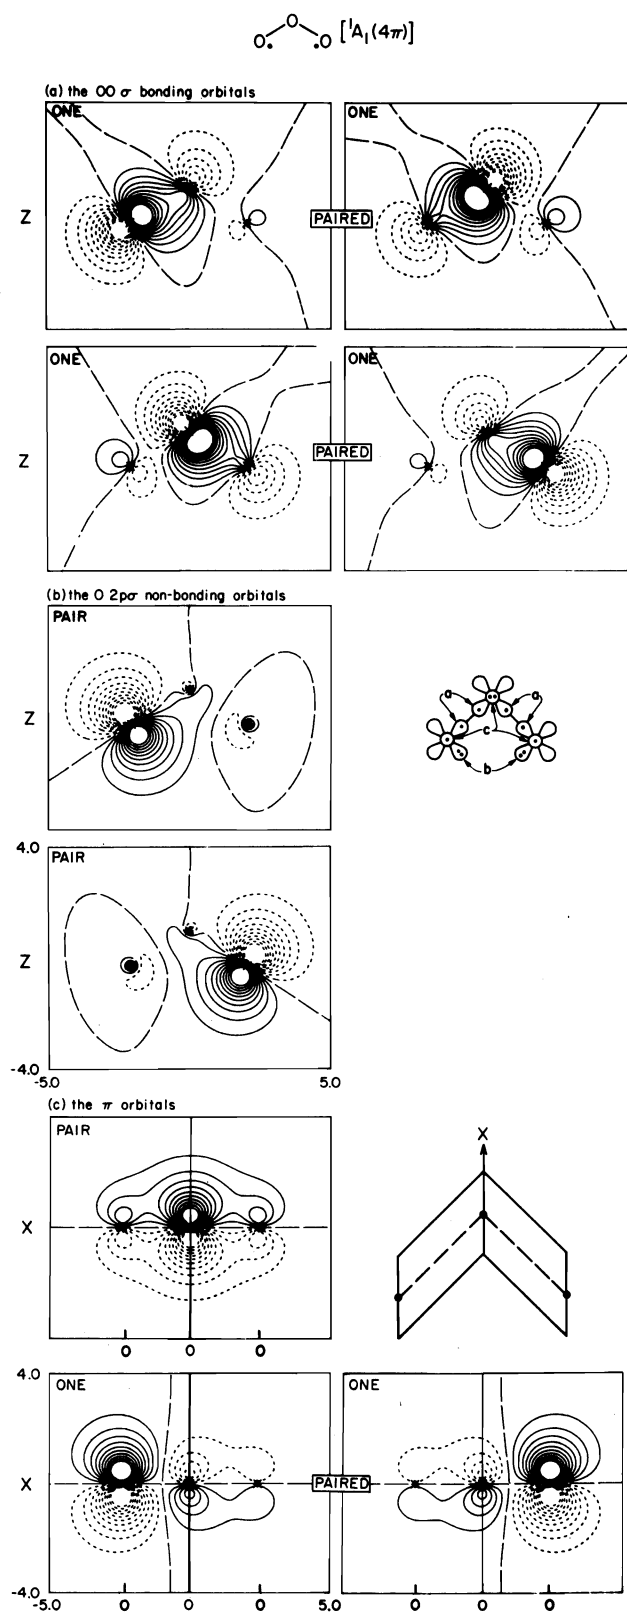 O
O. .O [¹A₁(4π)]
(a) the OO σ bonding orbitals
ONE ONE
Z PAIRED
ONE ONE
Z PAIRED
(b) the O 2pσ non-bonding orbitals
PAIR
Z
a a
c
b
4.0
PAIR
Z
-4.0
-5.0 5.0
(c) the π orbitals
PAIR
X
X
O O O
4.0
ONE ONE
X PAIRED
-4.0
-5.0 O O O 5.0 O O O